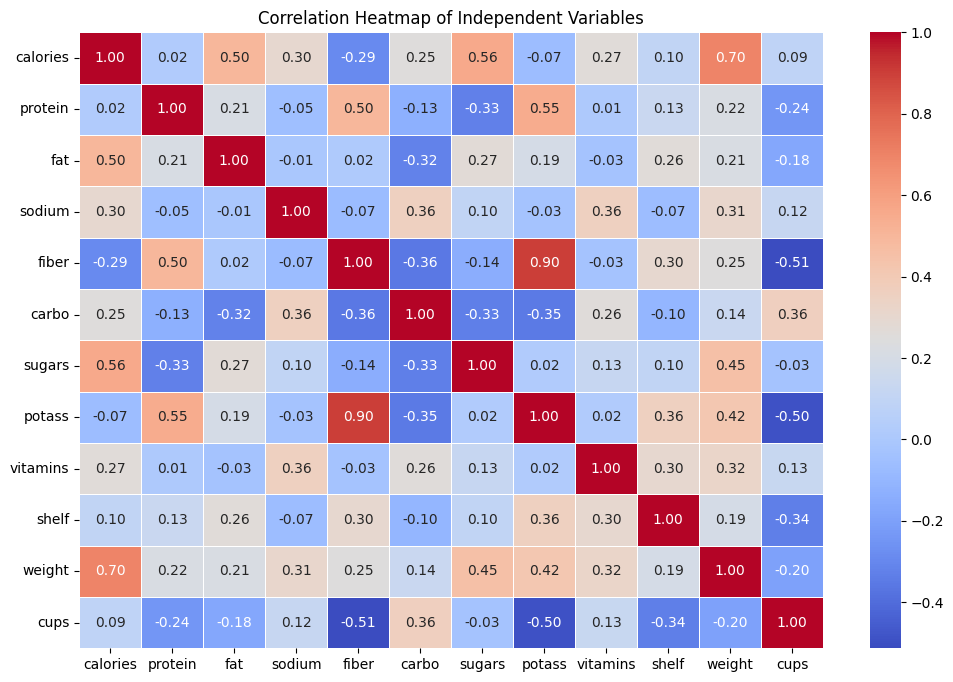 Correlation Heatmap of Independent Variables
calories 1.00 0.02 0.50 0.30 -0.29 0.25 0.56 -0.07 0.27 0.10 0.70 0.09
protein 0.02 1.00 0.21 -0.05 0.50 -0.13 -0.33 0.55 0.01 0.13 0.22 -0.24
fat 0.50 0.21 1.00 -0.01 0.02 -0.32 0.27 0.19 -0.03 0.26 0.21 -0.18
sodium 0.30 -0.05 -0.01 1.00 -0.07 0.36 0.10 -0.03 0.36 -0.07 0.31 0.12
fiber -0.29 0.50 0.02 -0.07 1.00 -0.36 -0.14 0.90 -0.03 0.30 0.25 -0.51
carbo 0.25 -0.13 -0.32 0.36 -0.36 1.00 -0.33 -0.35 0.26 -0.10 0.14 0.36
sugars 0.56 -0.33 0.27 0.10 -0.14 -0.33 1.00 0.02 0.13 0.10 0.45 -0.03
potass -0.07 0.55 0.19 -0.03 0.90 -0.35 0.02 1.00 0.02 0.36 0.42 -0.50
vitamins 0.27 0.01 -0.03 0.36 -0.03 0.26 0.13 0.02 1.00 0.30 0.32 0.13
shelf 0.10 0.13 0.26 -0.07 0.30 -0.10 0.10 0.36 0.30 1.00 0.19 -0.34
weight 0.70 0.22 0.21 0.31 0.25 0.14 0.45 0.42 0.32 0.19 1.00 -0.20
cups 0.09 -0.24 -0.18 0.12 -0.51 0.36 -0.03 -0.50 0.13 -0.34 -0.20 1.00
calories protein fat sodium fiber carbo sugars potass vitamins shelf weight cups
1.0
0.8
0.6
0.4
0.2
0.0
−0.2
−0.4